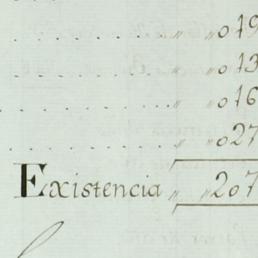 . . . . . . . . . . . . „ „ 019
. . . . . . . . . . . . „ „ 013
. . . . . . . . . . . . „ „ 016
. . . . . . . . . . . . „ 027
Existencia „ „ 207